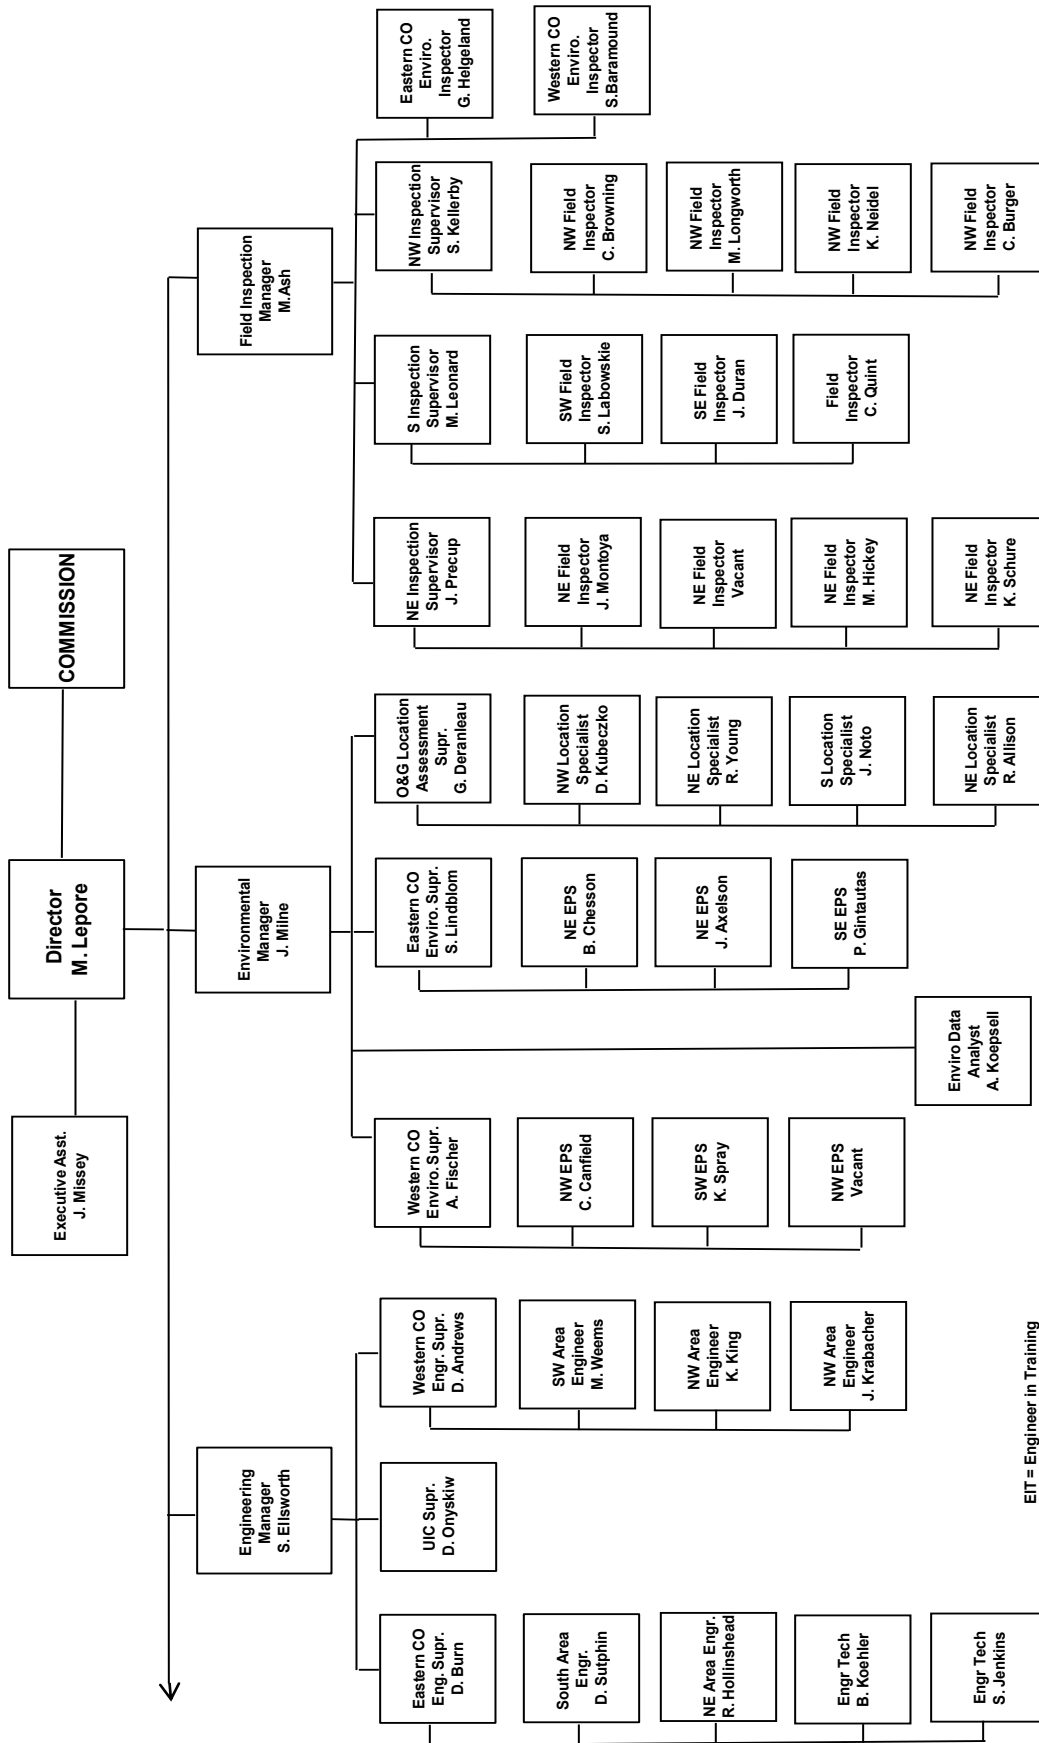 Executive Asst.
J. Missey
Director
M. Lepore
COMMISSION
Engineering
Manager
S. Ellsworth
Environmental
Manager
J. Milne
Field Inspection
Manager
M.Ash
Eastern CO
Eng. Supr.
D. Burn
South Area
Engr.
D. Sutphin
NE Area Engr.
R. Hollinshead
Engr Tech
B. Koehler
Engr Tech
S. Jenkins
UIC Supr.
D. Onyskiw
Western CO
Engr. Supr.
D. Andrews
SW Area
Engineer
M. Weems
NW Area
Engineer
K. King
NW Area
Engineer
J. Krabacher
Western CO
Enviro. Supr.
A. Fischer
NW EPS
C. Canfield
SW EPS
K. Spray
NW EPS
Vacant
Enviro Data
Analyst
A. Koepsell
Eastern CO
Enviro. Supr.
S. Lindblom
NE EPS
B. Chesson
NE EPS
J. Axelson
SE EPS
P. Gintautas
O&G Location
Assessment
Supr.
G. Deranleau
NW Location
Specialist
D. Kubeczko
NE Location
Specialist
R. Young
S Location
Specialist
J. Noto
NE Location
Specialist
R. Allison
NE Inspection
Supervisor
J. Precup
NE Field
Inspector
J. Montoya
NE Field
Inspector
Vacant
NE Field
Inspector
M. Hickey
NE Field
Inspector
K. Schure
S Inspection
Supervisor
M. Leonard
SW Field
Inspector
S. Labowskie
SE Field
Inspector
J. Duran
Field
Inspector
C. Quint
NW Inspection
Supervisor
S. Kellerby
NW Field
Inspector
C. Browning
NW Field
Inspector
M. Longworth
NW Field
Inspector
K. Neidel
NW Field
Inspector
C. Burger
Eastern CO
Enviro.
Inspector
G. Helgeland
Western CO
Enviro.
Inspector
S.Baramound
EIT = Engineer in Training